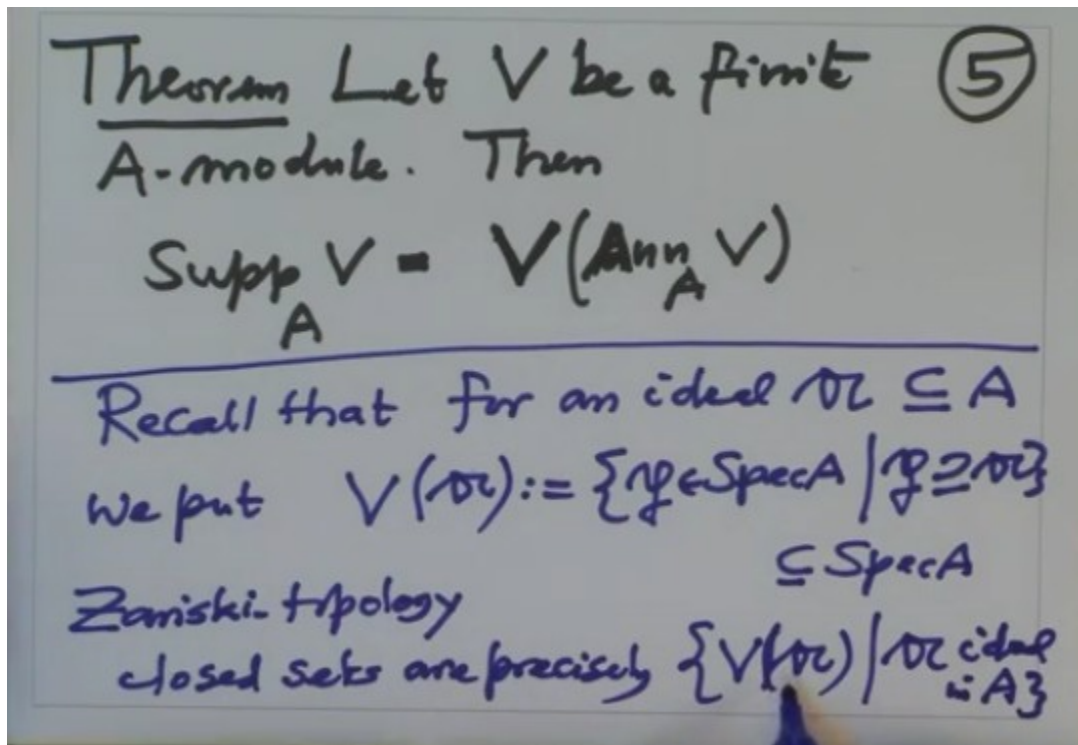 Theorem Let V be a finite ⑤
A-module. Then
Supp_A V = V(Ann_A V)
Recall that for an ideal 𝔞 ⊆ A
we put V(𝔞) := {𝔭 ∈ Spec A | 𝔭 ⊇ 𝔞}
⊆ Spec A
Zariski-topology
closed sets are precisely {V(𝔞) | 𝔞 ideal in A}